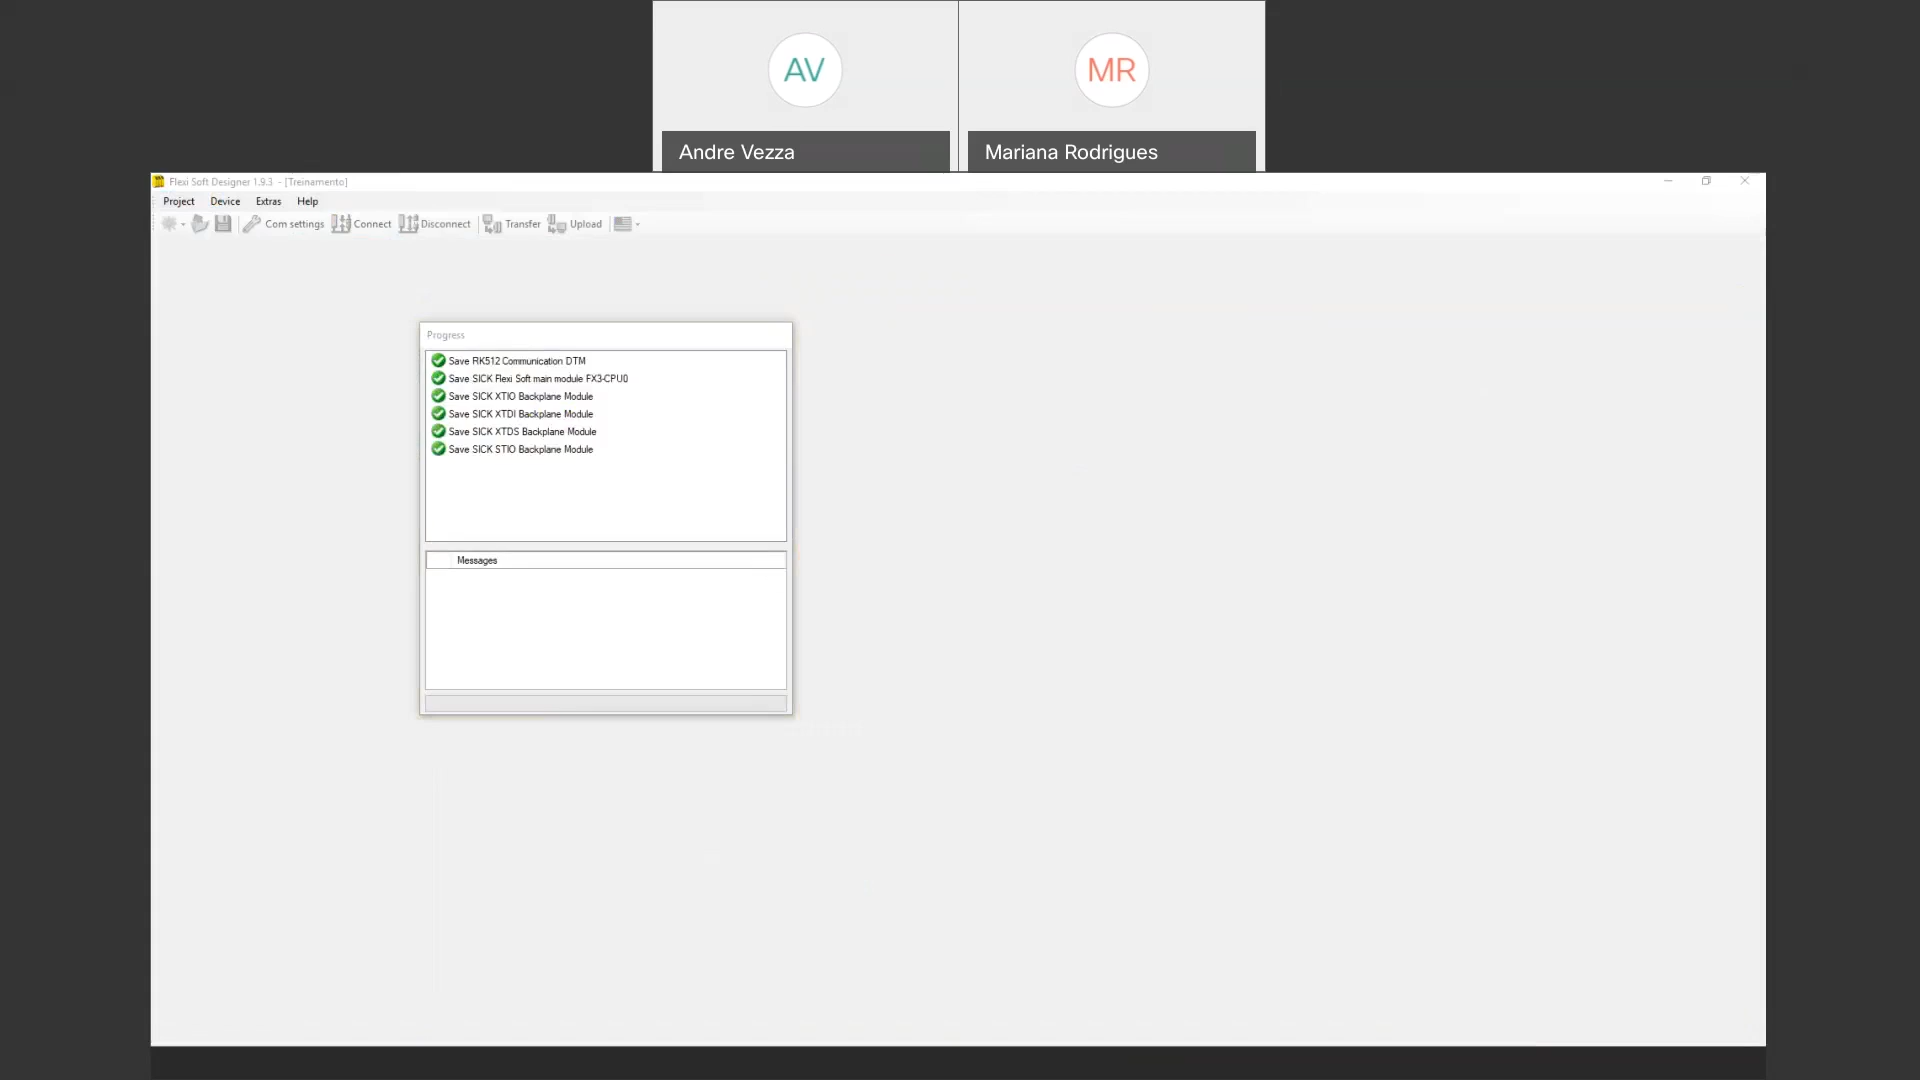 AV
MR
Andre Vezza
Mariana Rodrigues
Flexi Soft Designer 1.9.3 - [Treinamento]
Project Device Extras Help
Com settings Connect Disconnect Transfer Upload
Progress
Save RK512 Communication DTM
Save SICK Flexi Soft main module FX3-CPU0
Save SICK XTIO Backplane Module
Save SICK XTDI Backplane Module
Save SICK XTDS Backplane Module
Save SICK STIO Backplane Module
Messages